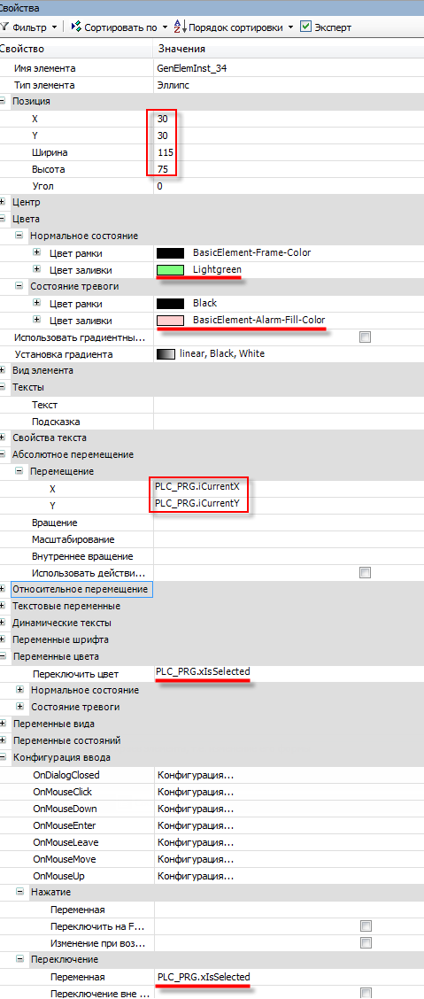 Свойства
Фильтр Сортировать по Порядок сортировки Эксперт
Свойство Значения
Имя элемента GenElemInst_34
Тип элемента Эллипс
Позиция
X 30
Y 30
Ширина 115
Высота 75
Угол 0
Центр
Цвета
Нормальное состояние
Цвет рамки BasicElement-Frame-Color
Цвет заливки Lightgreen
Состояние тревоги
Цвет рамки Black
Цвет заливки BasicElement-Alarm-Fill-Color
Использовать градиентны...
Установка градиента linear, Black, White
Вид элемента
Тексты
Текст
Подсказка
Свойства текста
Абсолютное перемещение
Перемещение
X PLC_PRG.iCurrentX
Y PLC_PRG.iCurrentY
Вращение
Масштабирование
Внутреннее вращение
Использовать действи...
Относительное перемещение
Текстовые переменные
Динамические тексты
Переменные шрифта
Переменные цвета
Переключить цвет PLC_PRG.xIsSelected
Нормальное состояние
Состояние тревоги
Переменные вида
Переменные состояний
Конфигурация ввода
OnDialogClosed Конфигурация...
OnMouseClick Конфигурация...
OnMouseDown Конфигурация...
OnMouseEnter Конфигурация...
OnMouseLeave Конфигурация...
OnMouseMove Конфигурация...
OnMouseUp Конфигурация...
Нажатие
Переменная
Переключить на F...
Изменение при воз...
Переключение
Переменная PLC_PRG.xIsSelected
Переключение вне ...